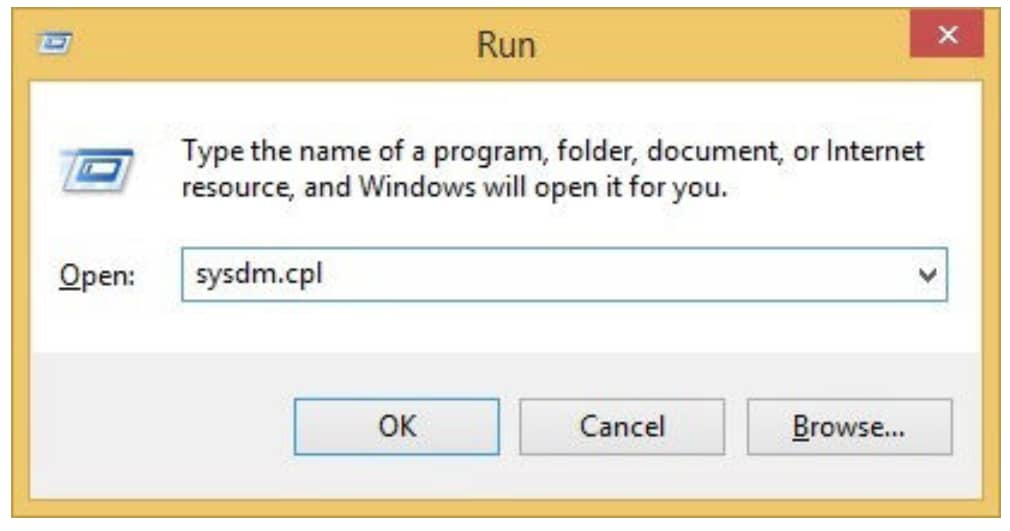 Run
Type the name of a program, folder, document, or Internet
resource, and Windows will open it for you.
Open: sysdm.cpl
OK Cancel Browse...